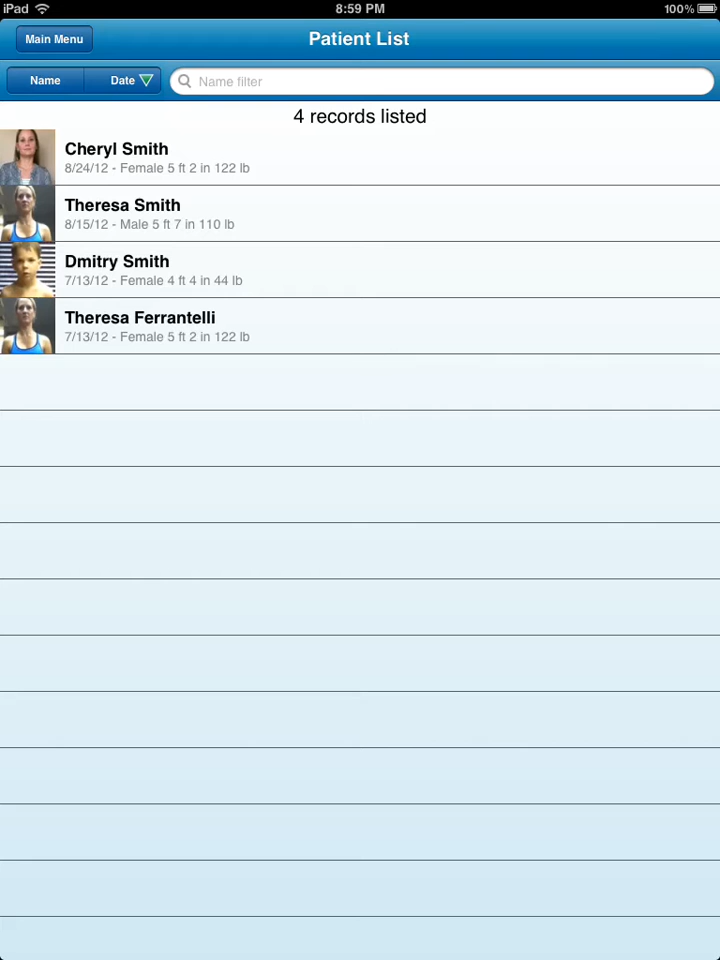 iPad 8:59 PM 100%
Main Menu Patient List
Name Date Name filter
4 records listed
Cheryl Smith
8/24/12 - Female 5 ft 2 in 122 lb
Theresa Smith
8/15/12 - Male 5 ft 7 in 110 lb
Dmitry Smith
7/13/12 - Female 4 ft 4 in 44 lb
Theresa Ferrantelli
7/13/12 - Female 5 ft 2 in 122 lb